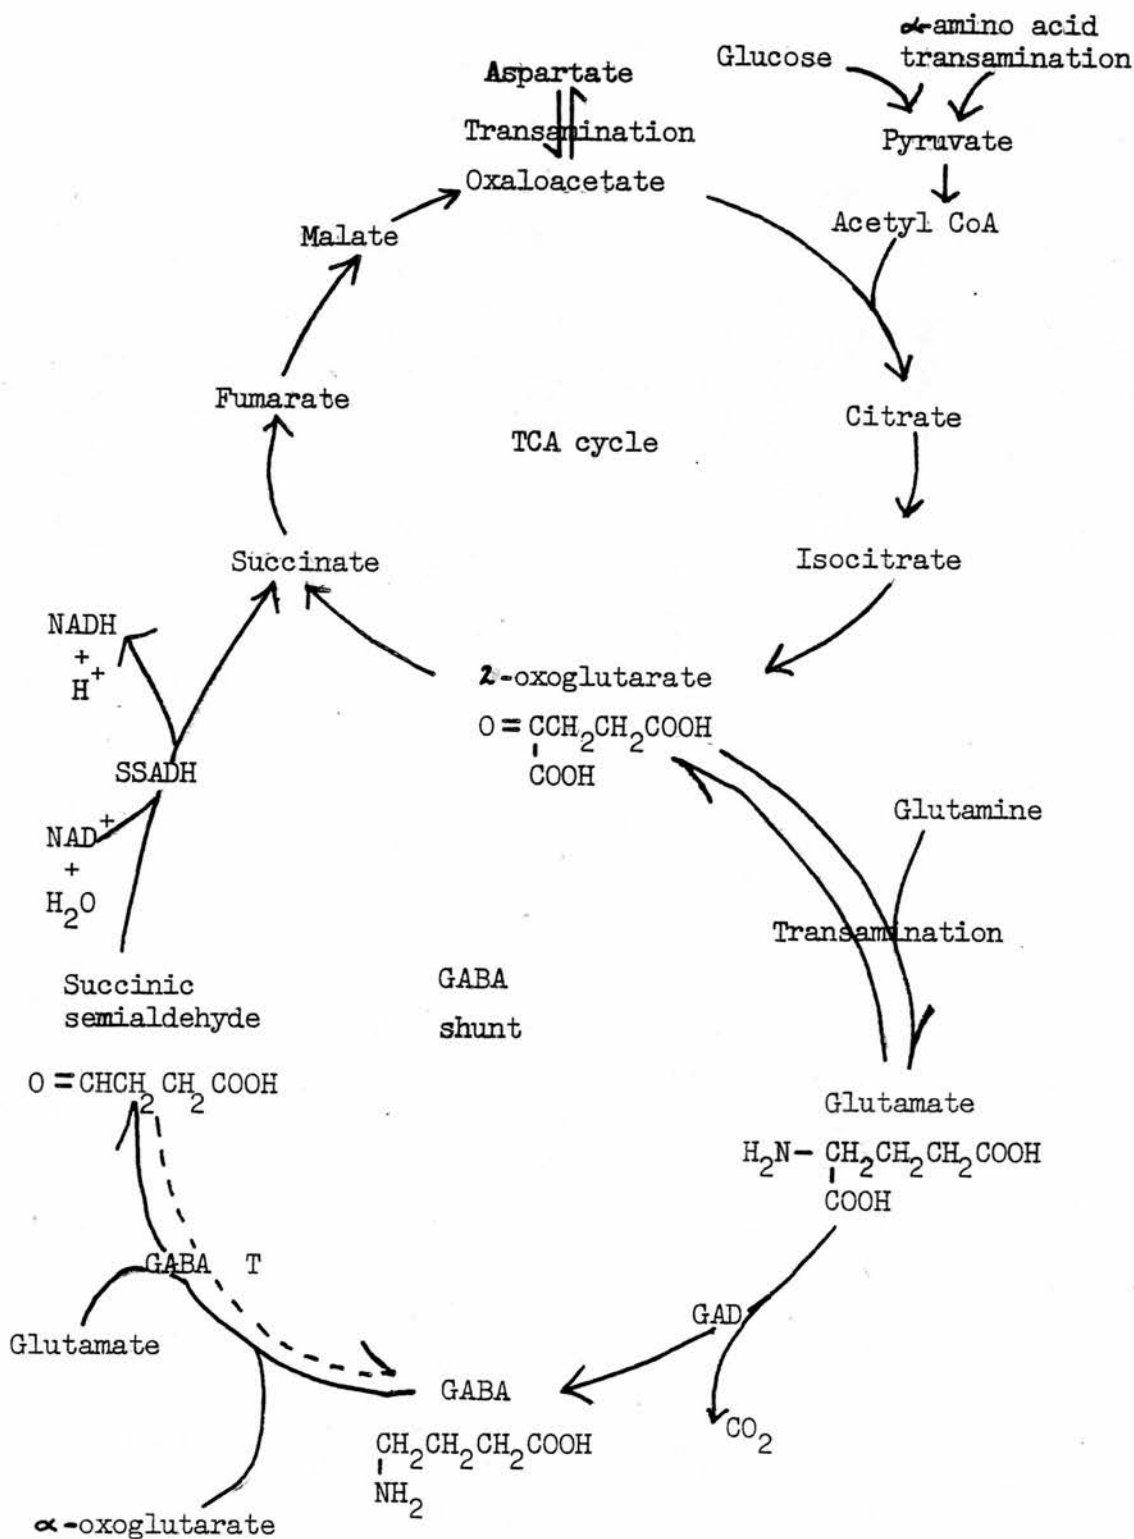 α-amino acid
transamination
Glucose
Aspartate
Transamination
Pyruvate
Oxaloacetate
Acetyl CoA
Malate
Fumarate
Citrate
TCA cycle
Succinate
Isocitrate
NADH
+
H⁺
2-oxoglutarate
O=CCH₂CH₂COOH
COOH
SSADH
Glutamine
NAD⁺
+
H₂O
Transamination
Succinic
semialdehyde
GABA
shunt
O=CHCH₂CH₂COOH
Glutamate
H₂N-CH₂CH₂CH₂COOH
COOH
GABA T
GAD
Glutamate
GABA
CO₂
CH₂CH₂CH₂COOH
NH₂
α-oxoglutarate